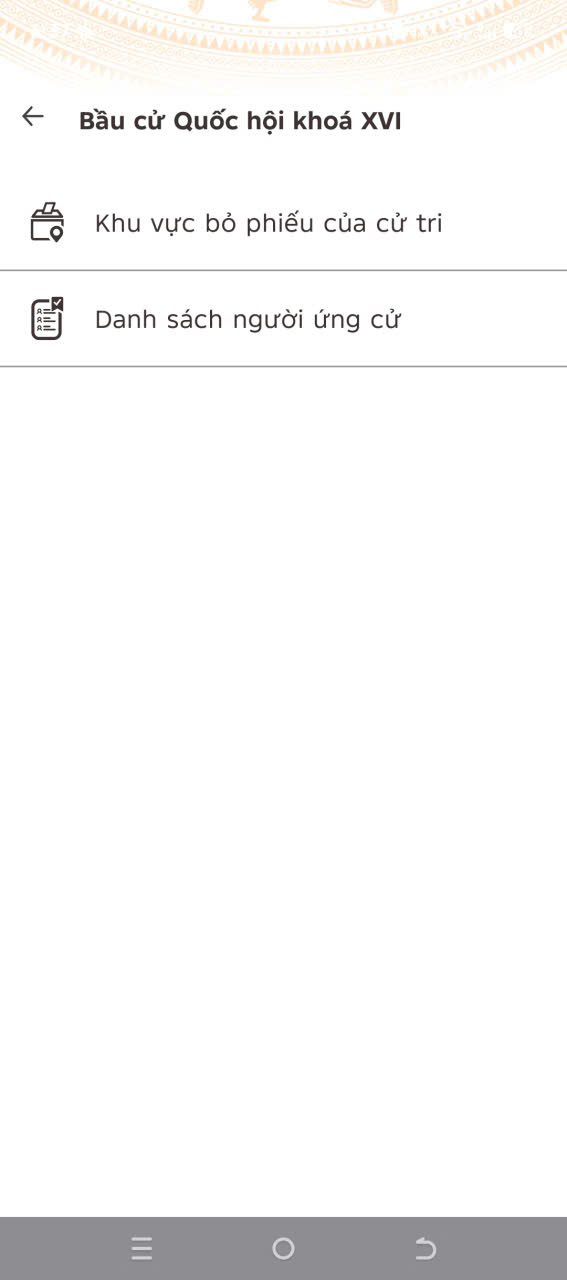 Bầu cử Quốc hội khoá XVI
Khu vực bỏ phiếu của cử tri
Danh sách người ứng cử